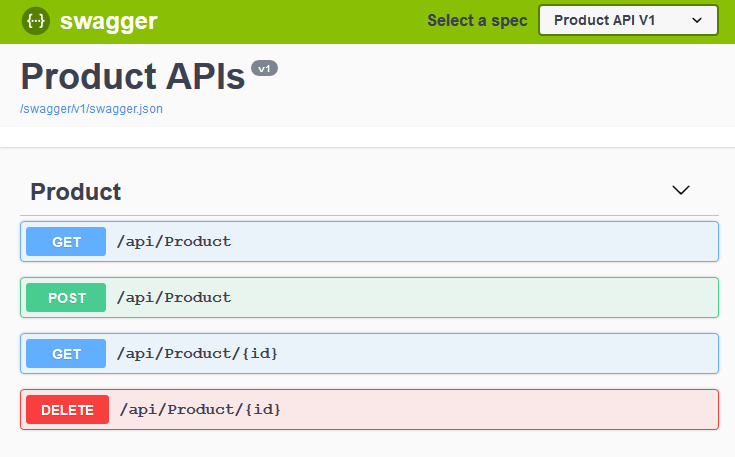 {··} swagger Select a spec Product API V1
Product APIs v1
/swagger/v1/swagger.json
Product
GET /api/Product
POST /api/Product
GET /api/Product/{id}
DELETE /api/Product/{id}